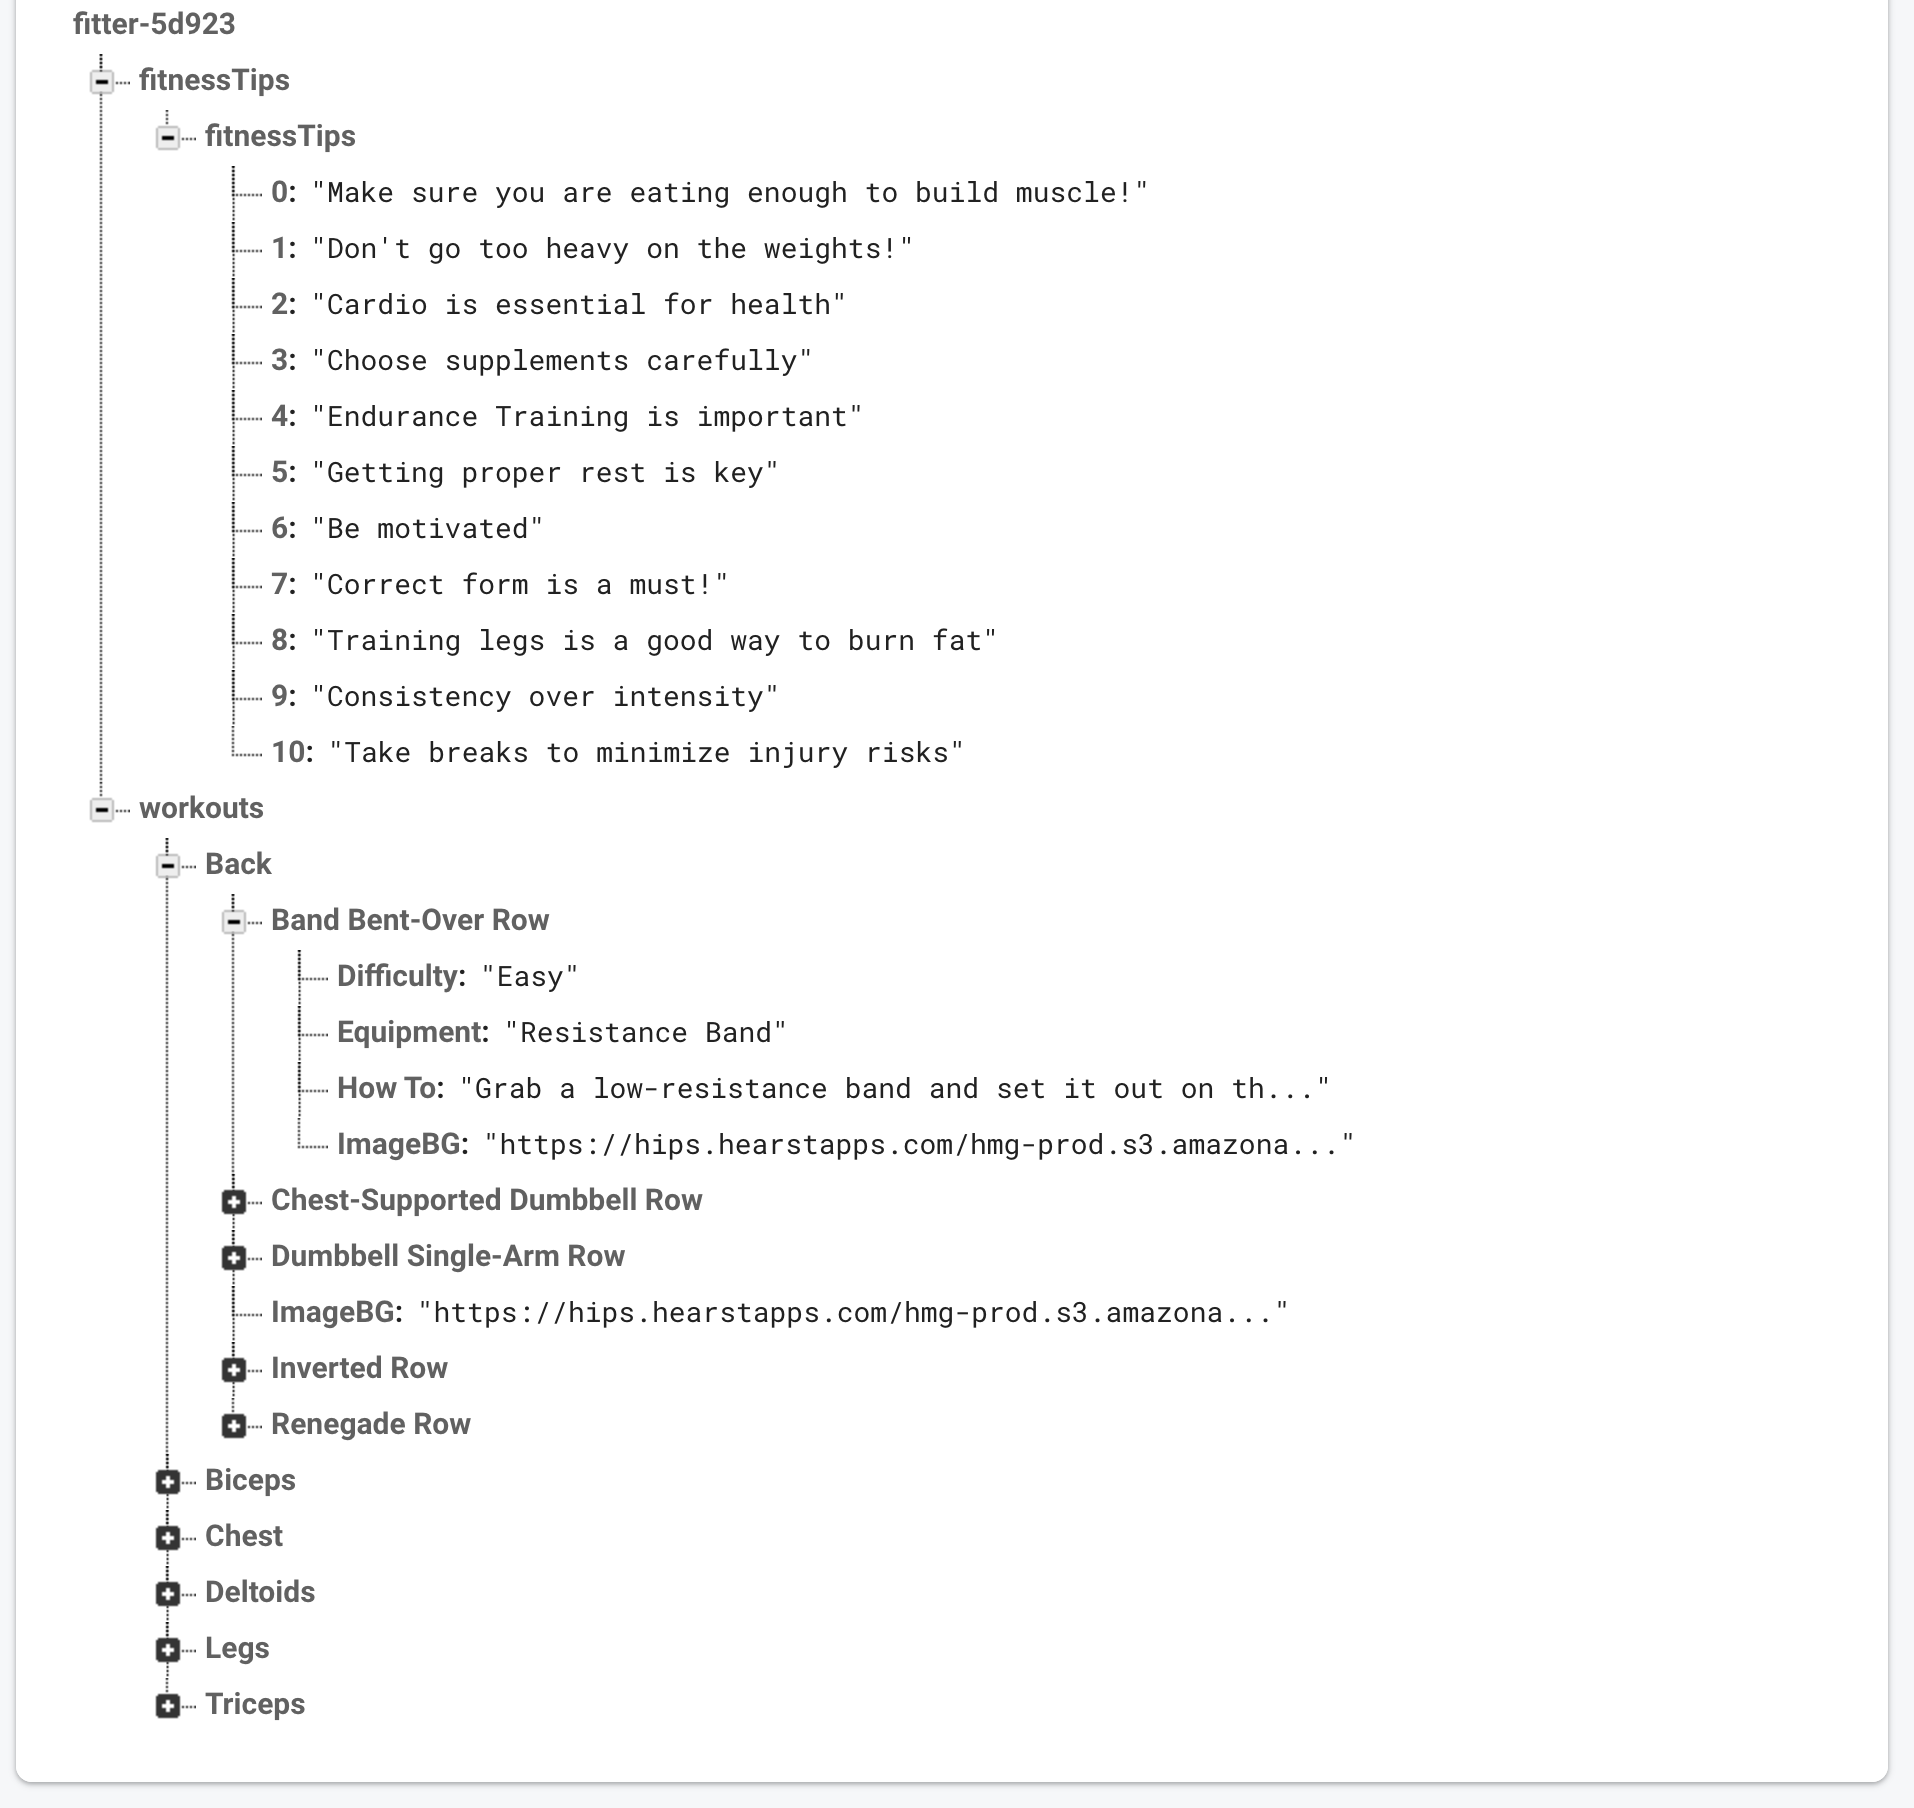 fitter-5d923
fitnessTips
fitnessTips
0: "Make sure you are eating enough to build muscle!"
1: "Don't go too heavy on the weights!"
2: "Cardio is essential for health"
3: "Choose supplements carefully"
4: "Endurance Training is important"
5: "Getting proper rest is key"
6: "Be motivated"
7: "Correct form is a must!"
8: "Training legs is a good way to burn fat"
9: "Consistency over intensity"
10: "Take breaks to minimize injury risks"
workouts
Back
Band Bent-Over Row
Difficulty: "Easy"
Equipment: "Resistance Band"
How To: "Grab a low-resistance band and set it out on th..."
ImageBG: "https://hips.hearstapps.com/hmg-prod.s3.amazona..."
Chest-Supported Dumbbell Row
Dumbbell Single-Arm Row
ImageBG: "https://hips.hearstapps.com/hmg-prod.s3.amazona..."
Inverted Row
Renegade Row
Biceps
Chest
Deltoids
Legs
Triceps